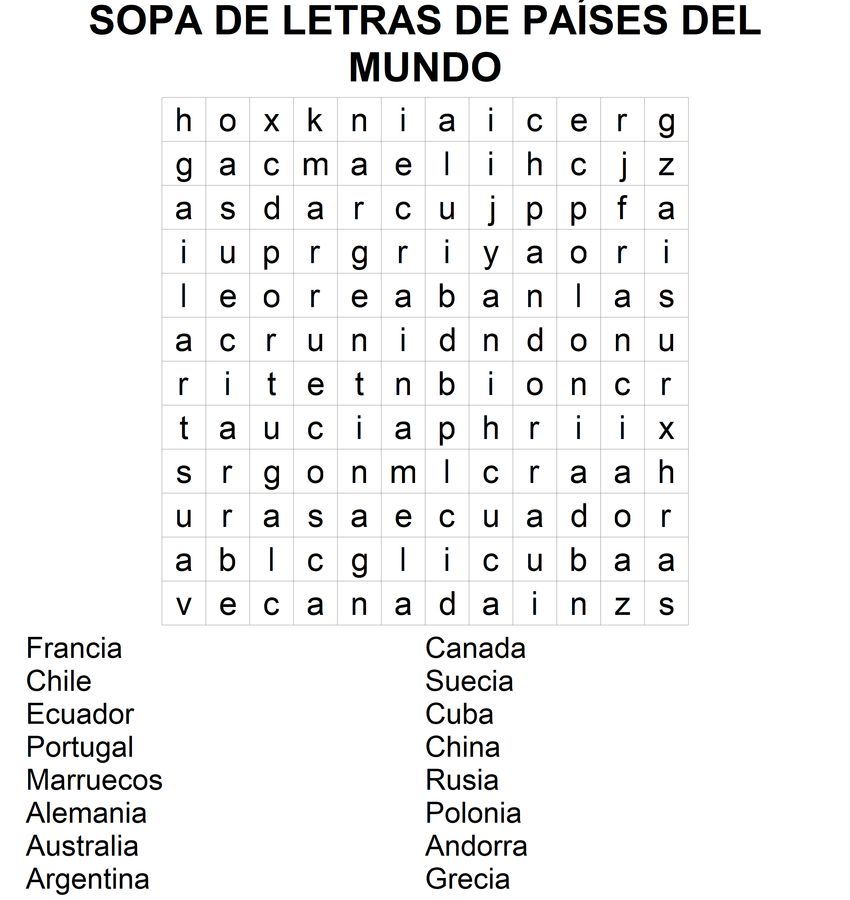 SOPA DE LETRAS DE PAÍSES DEL
MUNDO
h o x k n i a i c e r g
g a c m a e l i h c j z
a s d a r c u j p p f a
i u p r g r i y a o r i
l e o r e a b a n l a s
a c r u n i d n d o n u
r i t e t n b i o n c r
t a u c i a p h r i i x
s r g o n m l c r a a h
u r a s a e c u a d o r
a b l c g l i c u b a a
v e c a n a d a i n z s
Francia Canada
Chile Suecia
Ecuador Cuba
Portugal China
Marruecos Rusia
Alemania Polonia
Australia Andorra
Argentina Grecia